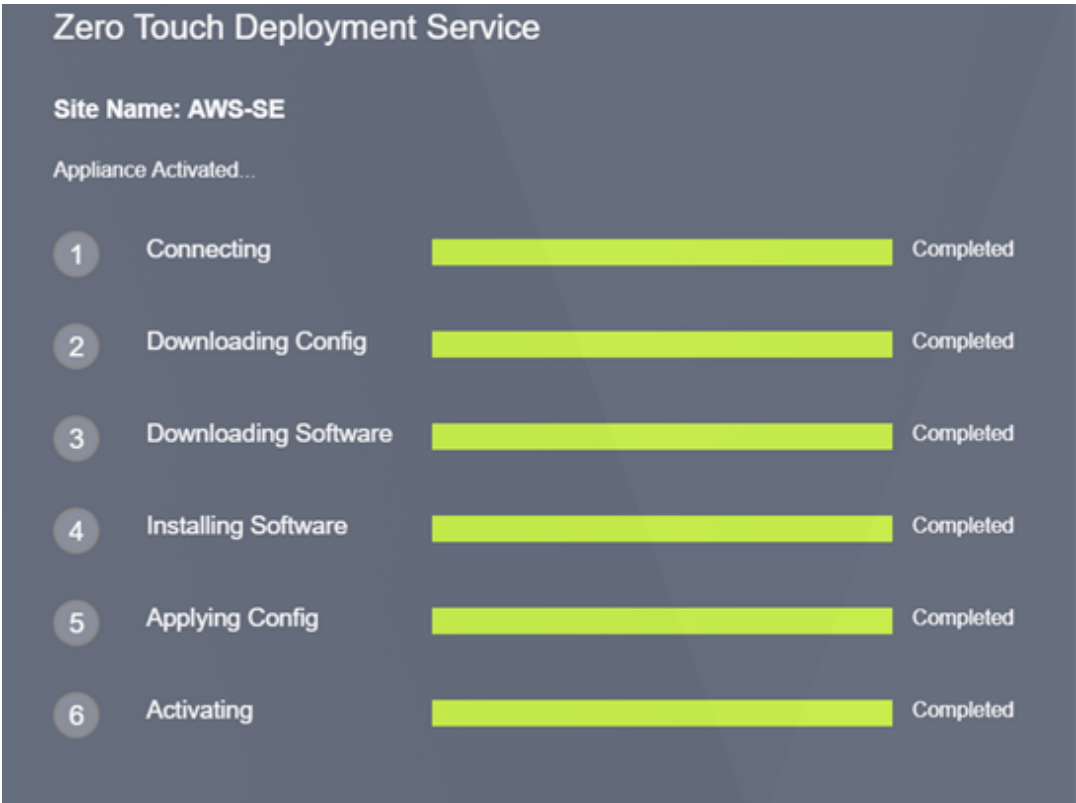 Zero Touch Deployment Service
Site Name: AWS-SE
Appliance Activated...
1 Connecting Completed
2 Downloading Config Completed
3 Downloading Software Completed
4 Installing Software Completed
5 Applying Config Completed
6 Activating Completed